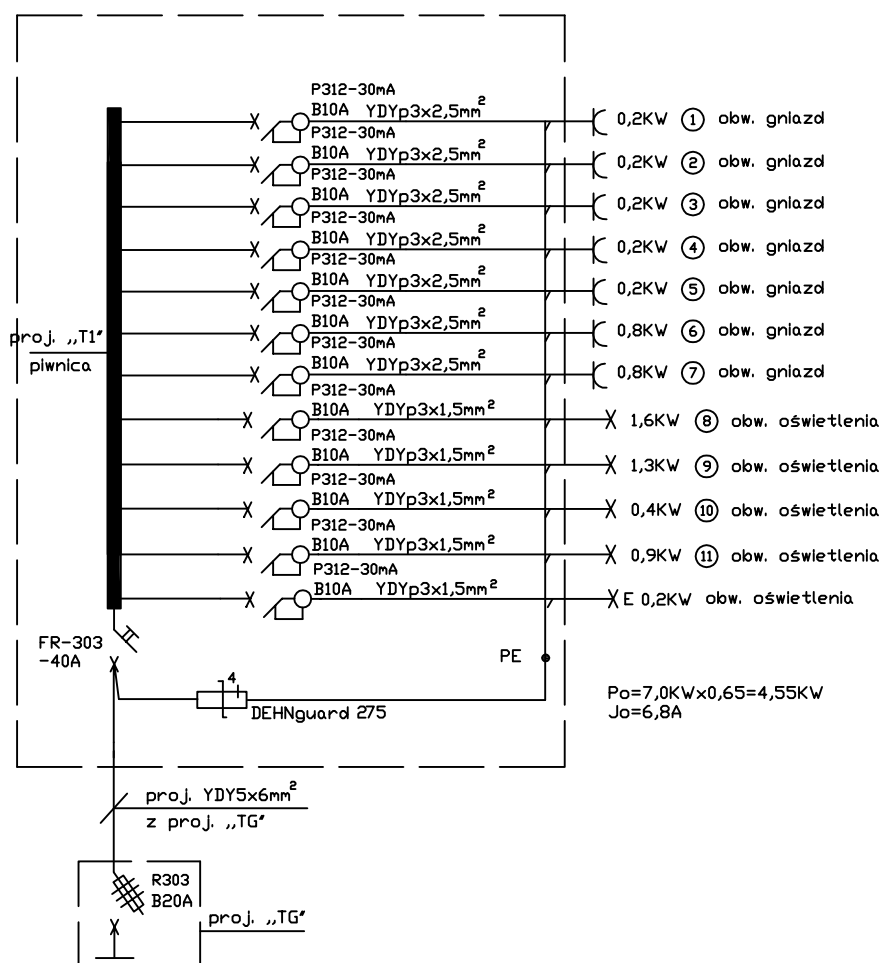 P312-30mA
B10A YDYp3x2,5mm² 0,2KW 1 obw. gniazd
P312-30mA
B10A YDYp3x2,5mm² 0,2KW 2 obw. gniazd
P312-30mA
B10A YDYp3x2,5mm² 0,2KW 3 obw. gniazd
P312-30mA
B10A YDYp3x2,5mm² 0,2KW 4 obw. gniazd
P312-30mA
B10A YDYp3x2,5mm² 0,2KW 5 obw. gniazd
P312-30mA
B10A YDYp3x2,5mm² 0,8KW 6 obw. gniazd
proj. ,,T1"
piwnica
P312-30mA
B10A YDYp3x2,5mm² 0,8KW 7 obw. gniazd
P312-30mA
B10A YDYp3x1,5mm² 1,6KW 8 obw. oświetlenia
P312-30mA
B10A YDYp3x1,5mm² 1,3KW 9 obw. oświetlenia
P312-30mA
B10A YDYp3x1,5mm² 0,4KW 10 obw. oświetlenia
P312-30mA
B10A YDYp3x1,5mm² 0,9KW 11 obw. oświetlenia
P312-30mA
B10A YDYp3x1,5mm² E 0,2KW obw. oświetlenia
FR-303
-40A
PE
4
DEHNguard 275
Po=7,0KWx0,65=4,55KW
Jo=6,8A
proj. YDY5x6mm²
z proj. ,,TG"
R303
B20A
proj. ,,TG"